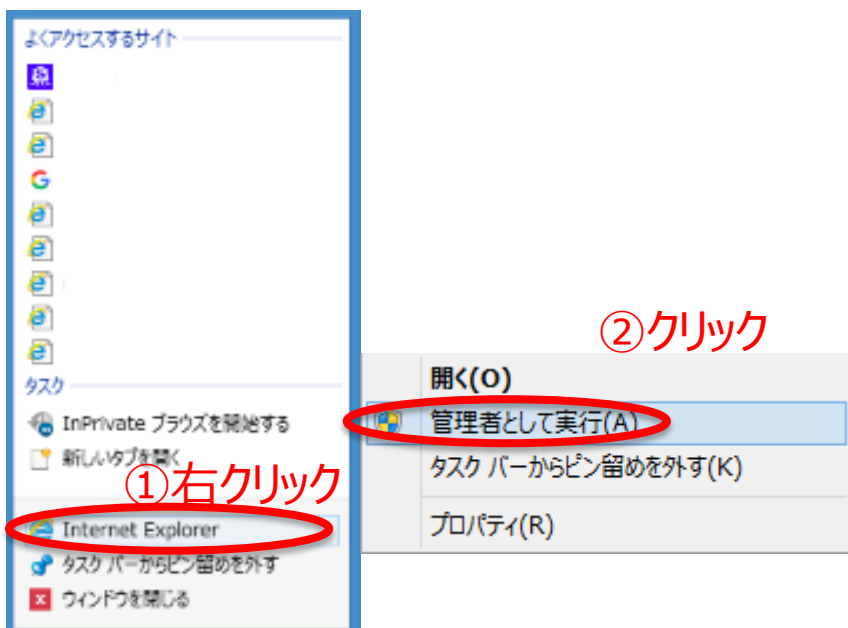 よくアクセスするサイト
タスク
InPrivate ブラウズを開始する
新しいタブを開く
①右クリック
Internet Explorer
タスク バーからピン留めを外す
ウィンドウを閉じる
②クリック
開く(O)
管理者として実行(A)
タスク バーからピン留めを外す(K)
プロパティ(R)